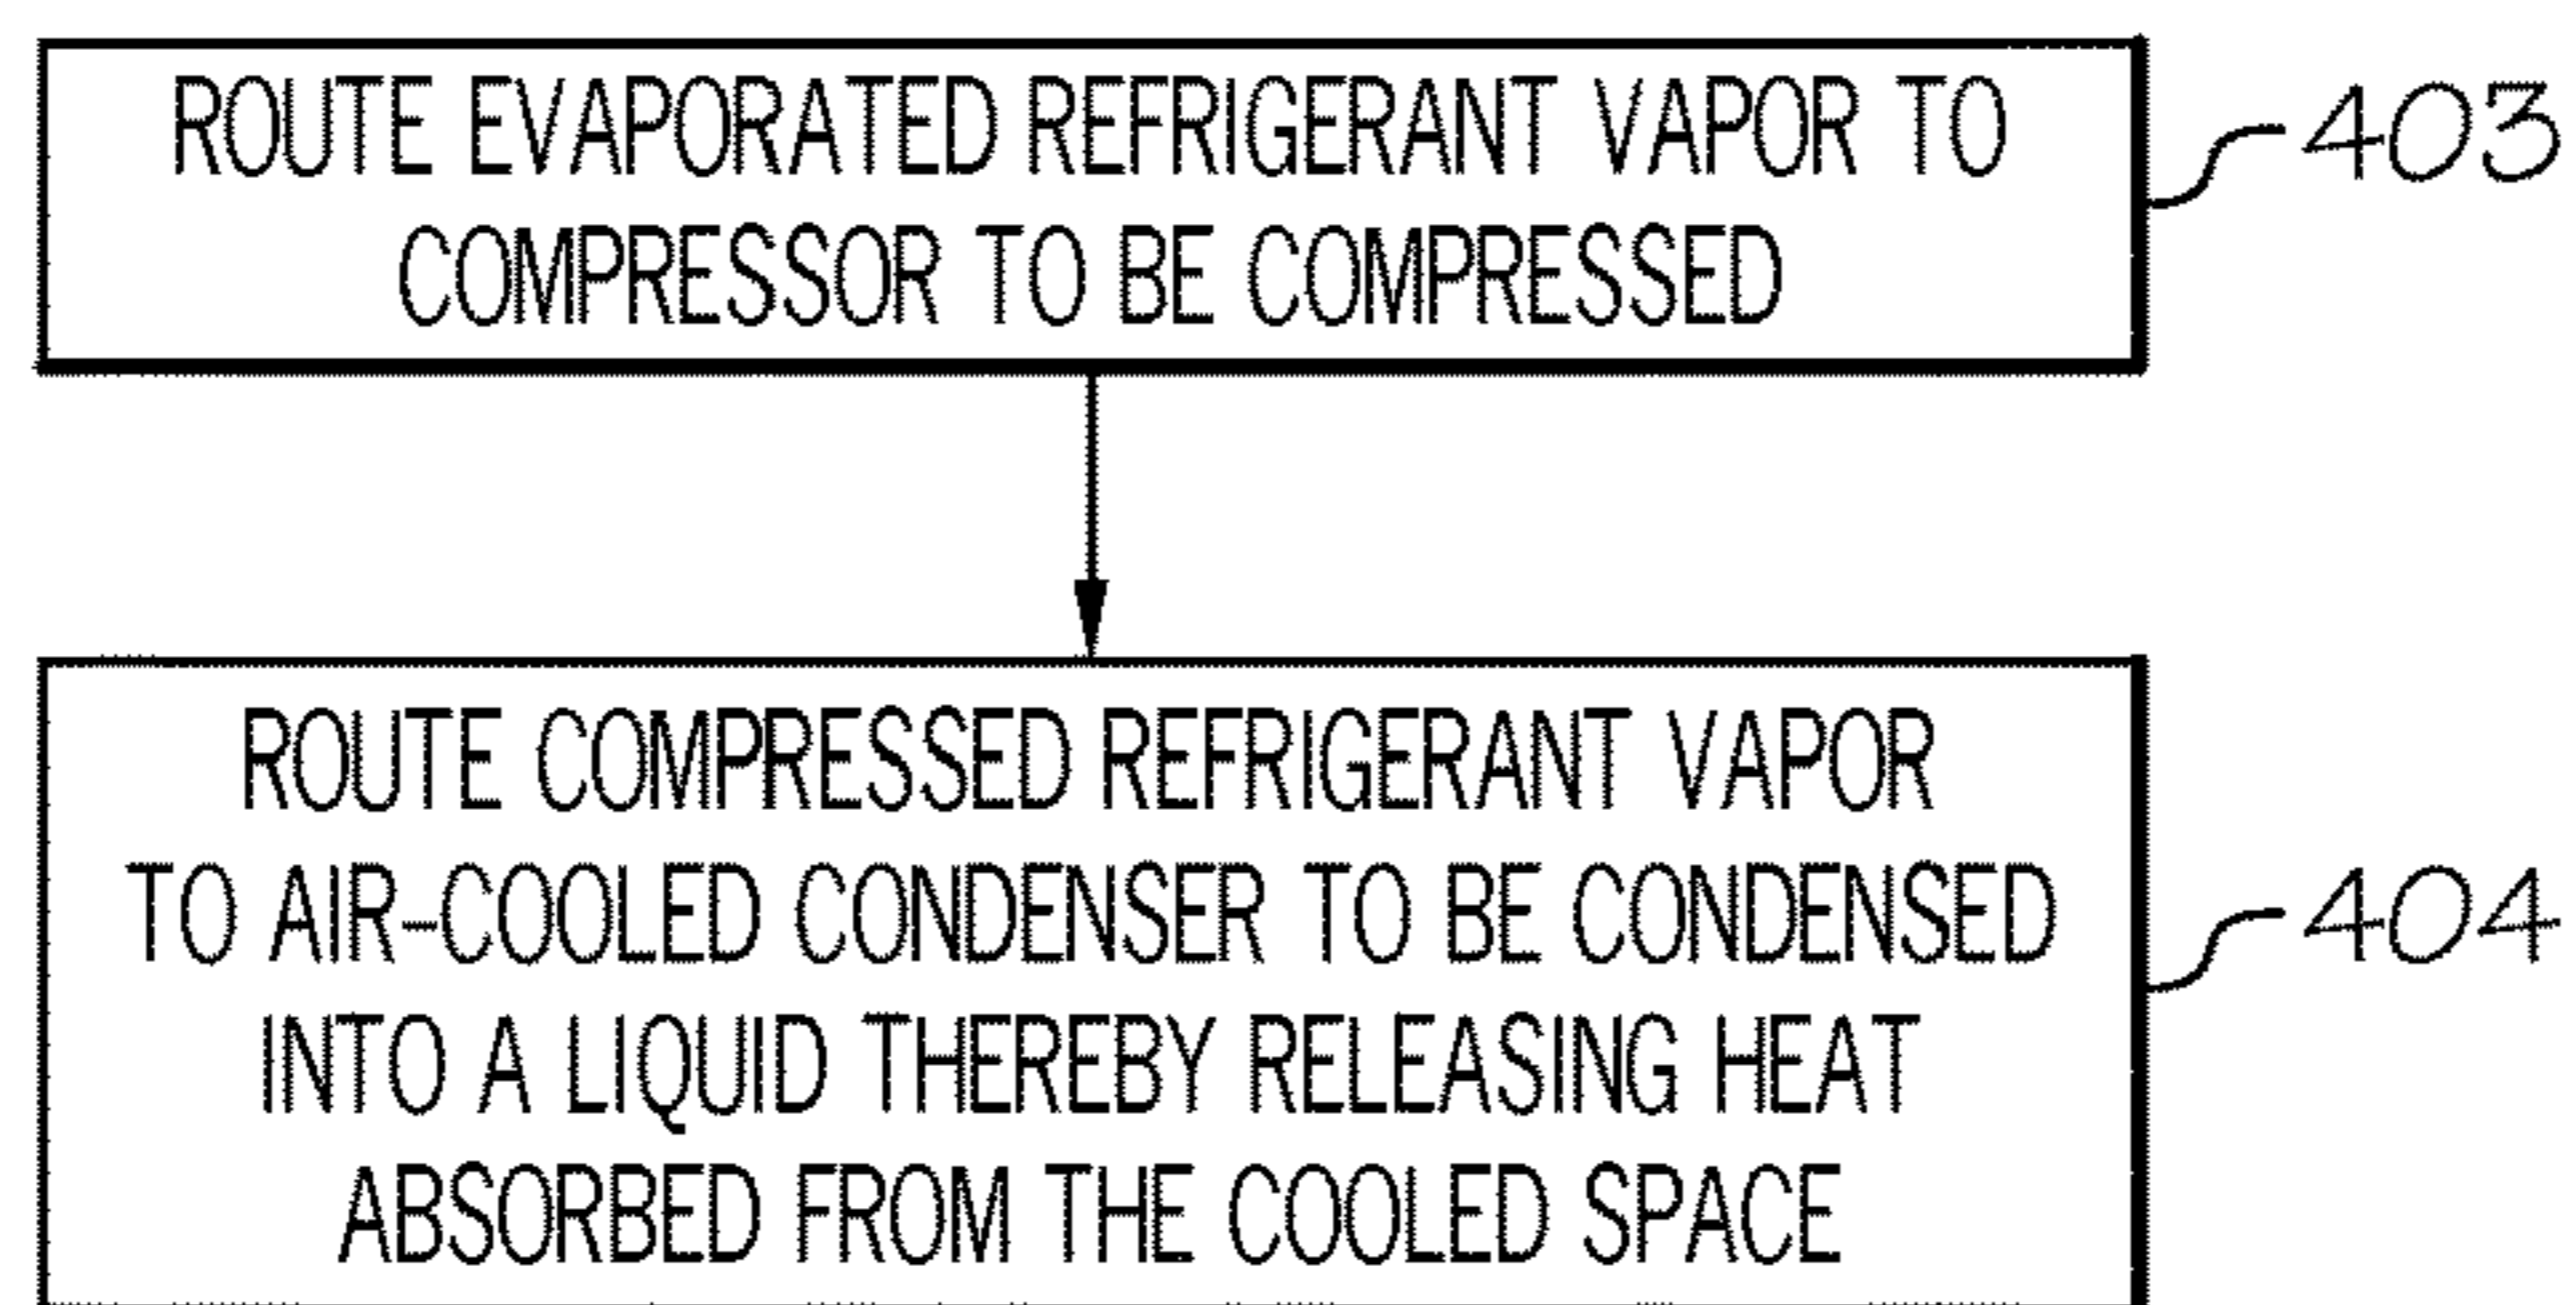 ROUTE EVAPORATED REFRIGERANT VAPOR TO
COMPRESSOR TO BE COMPRESSED
403
ROUTE COMPRESSED REFRIGERANT VAPOR
TO AIR-COOLED CONDENSER TO BE CONDENSED
INTO A LIQUID THEREBY RELEASING HEAT
ABSORBED FROM THE COOLED SPACE
404